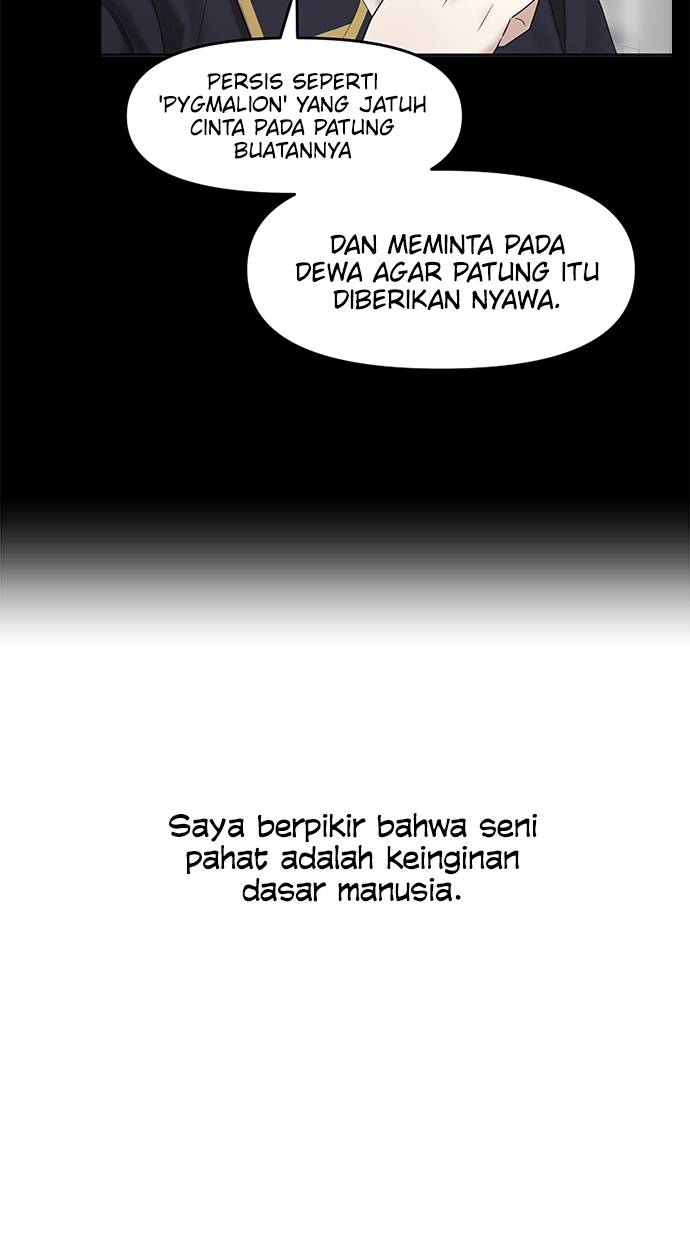 PERSIS SEPERTI
'PYGMALION' YANG JATUH
CINTA PADA PATUNG
BUATANNYA
DAN MEMINTA PADA
DEWA AGAR PATUNG ITU
DIBERIKAN NYAWA.
Saya berpikir bahwa seni
pahat adalah keinginan
dasar manusia.